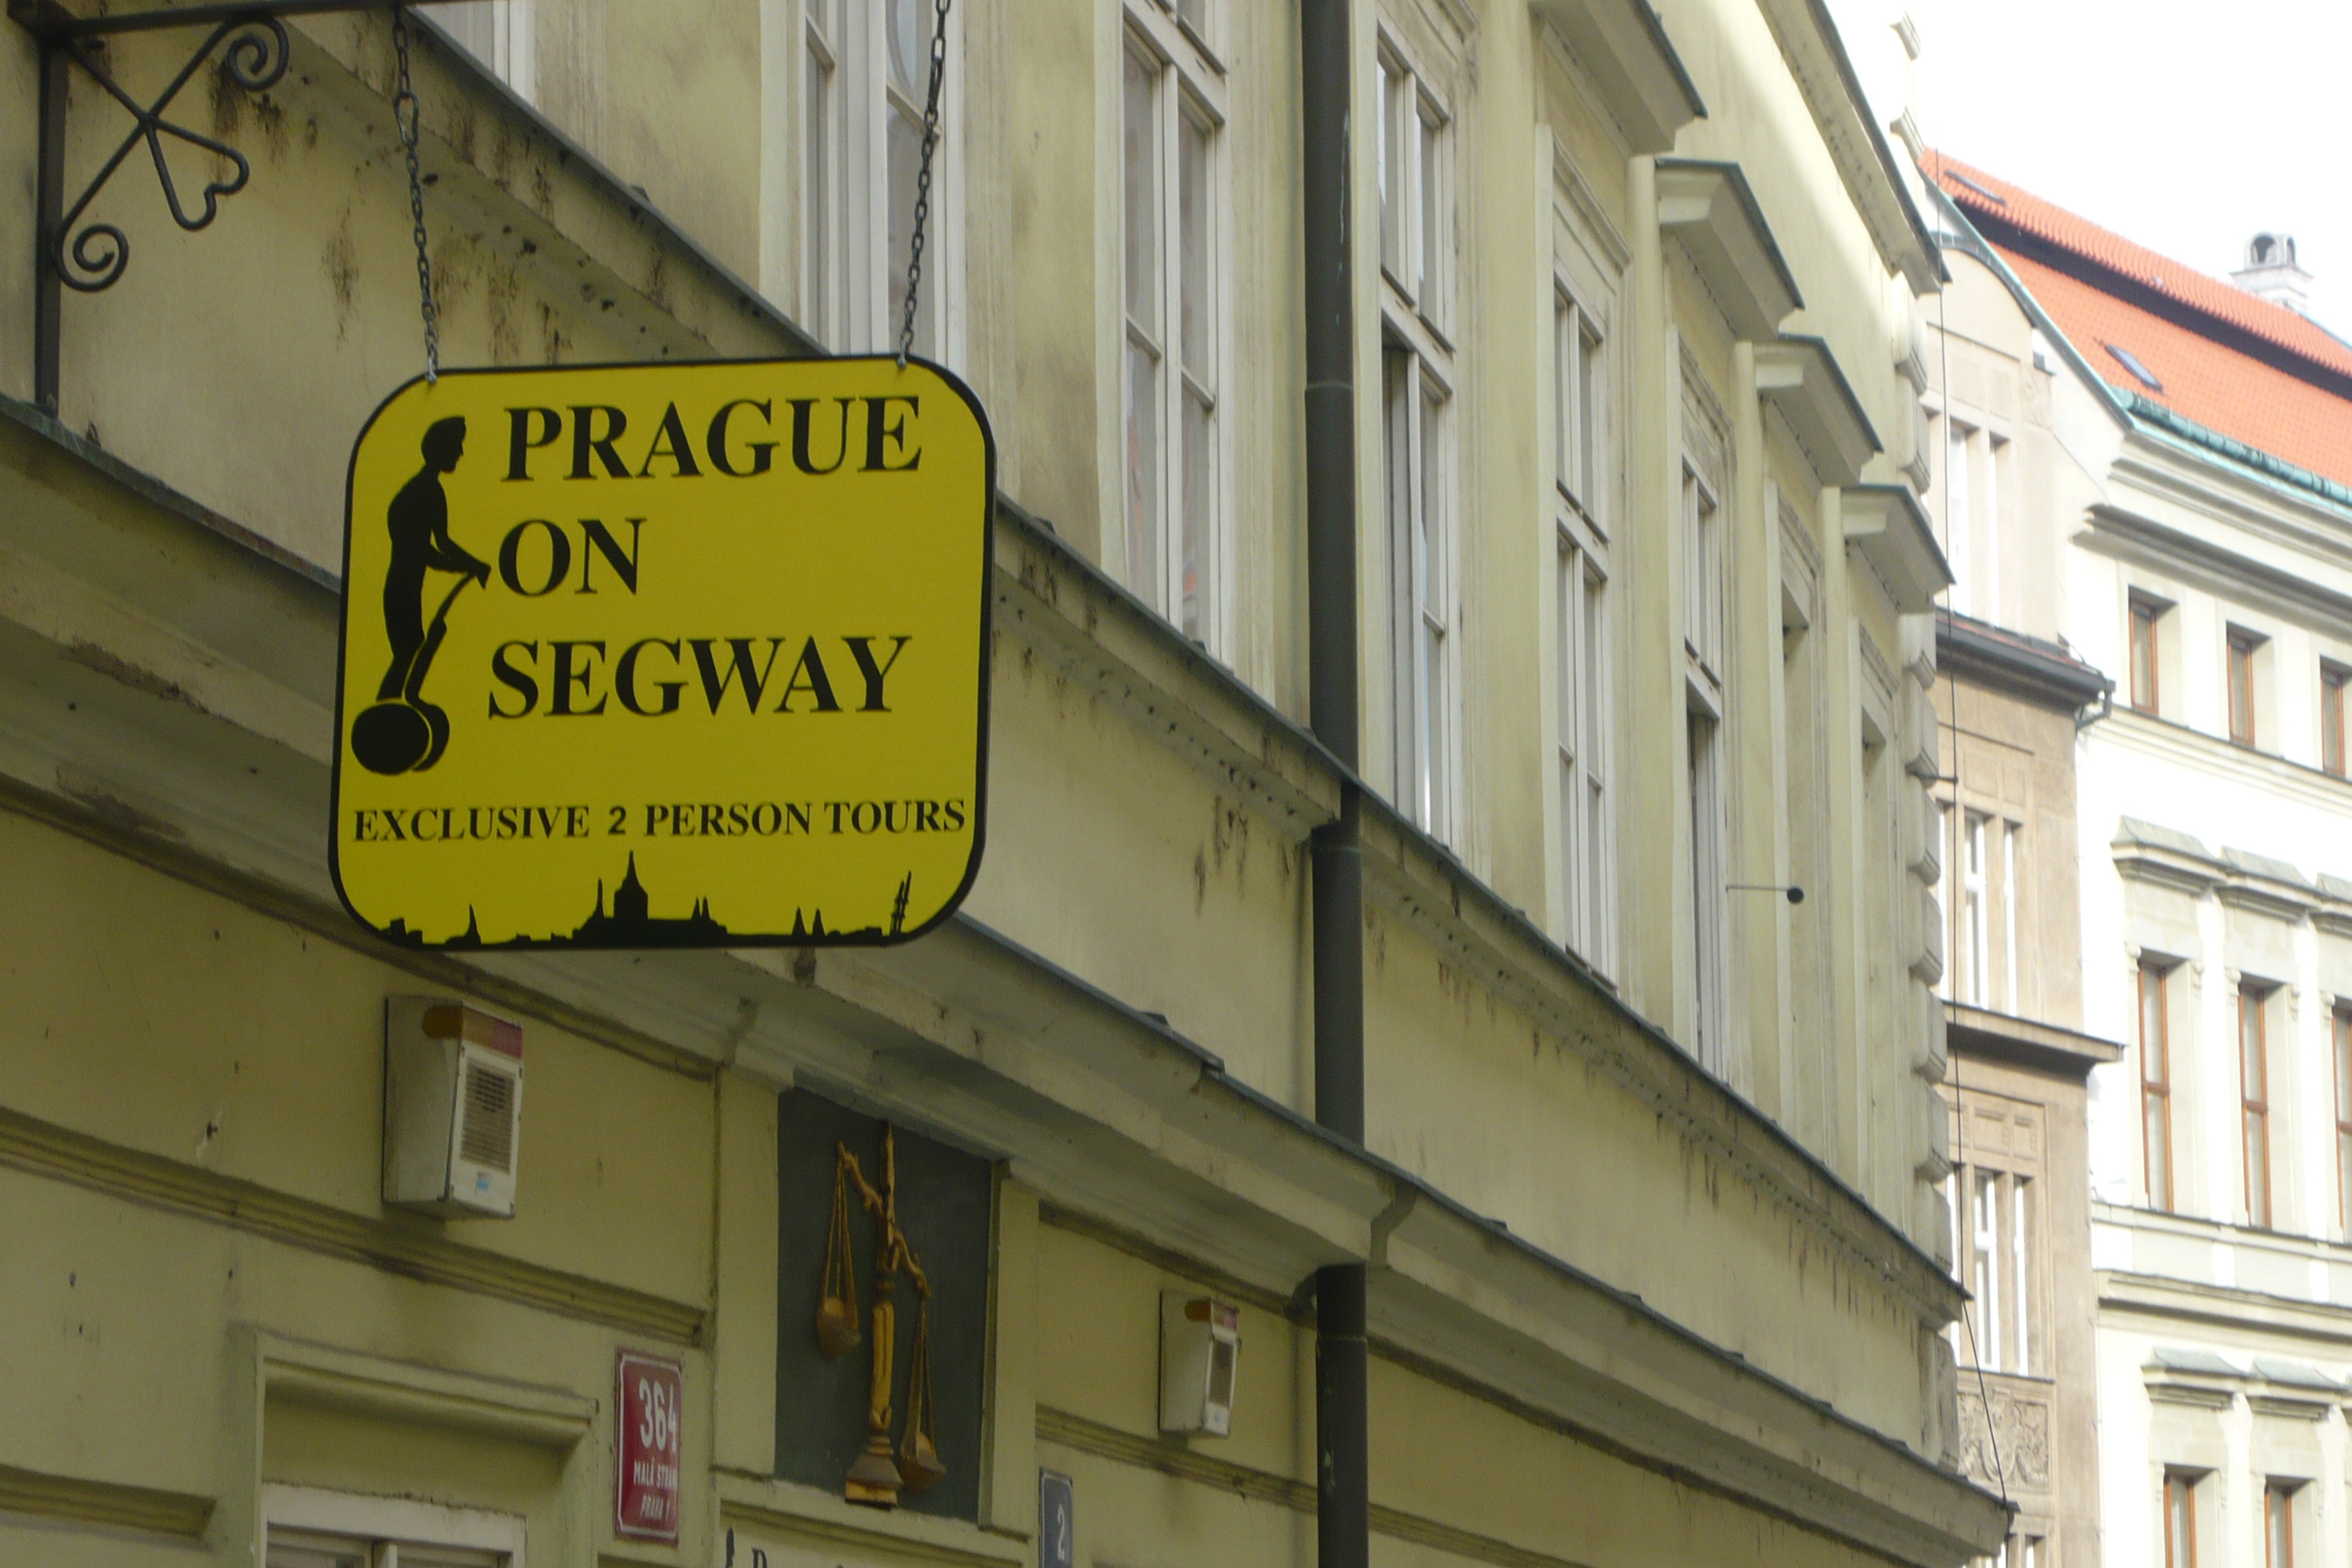 PRAGUE
ON
SEGWAY
EXCLUSIVE 2 PERSON TOURS
364
MALÁ STRANA
PRAHA 1
2